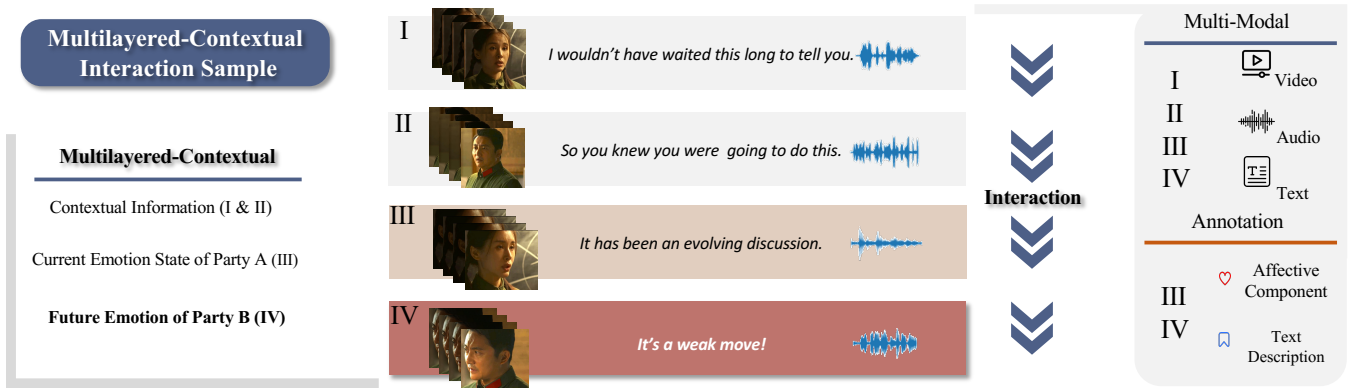 Multilayered-Contextual
Interaction Sample
Multilayered-Contextual
Contextual Information (I & II)
Current Emotion State of Party A (III)
Future Emotion of Party B (IV)
I
I wouldn't have waited this long to tell you.
II
So you knew you were going to do this.
III
It has been an evolving discussion.
IV
It's a weak move!
Interaction
Multi-Modal
I
II
III
IV
Video
Audio
Text
Annotation
III
IV
Affective
Component
Text
Description